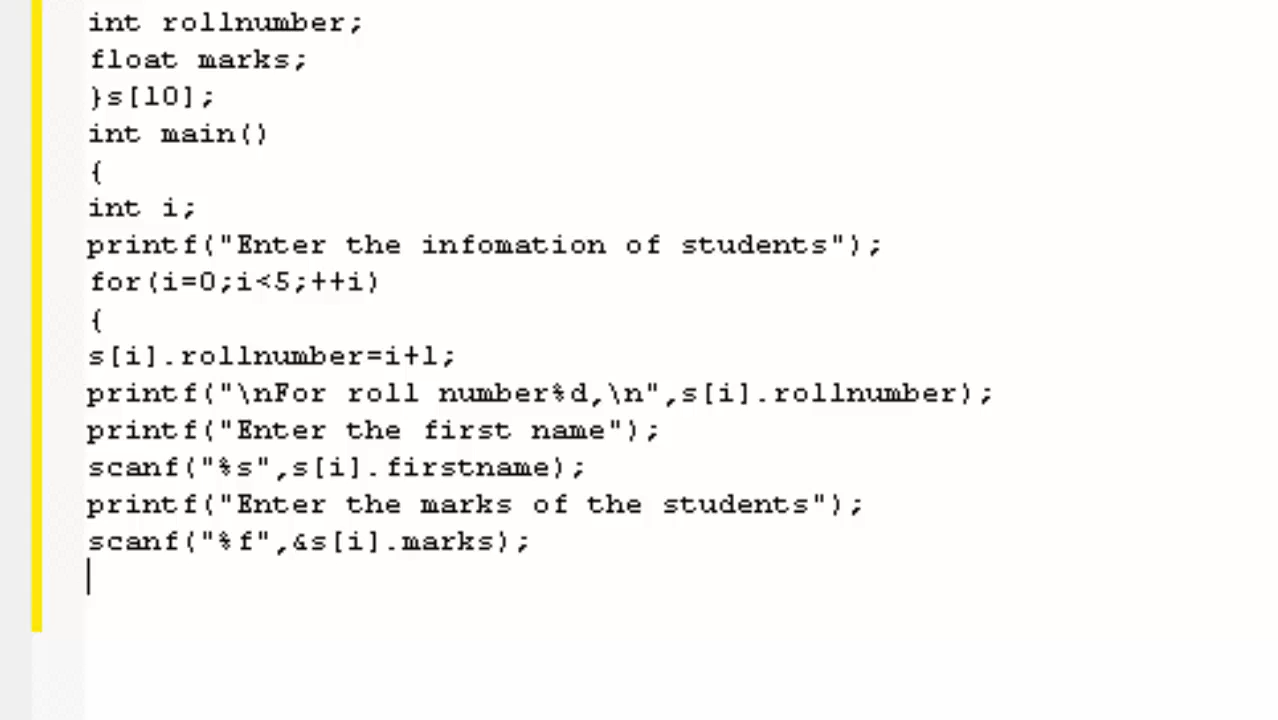 int rollnumber;
float marks;
}s[10];
int main()
{
int i;
printf("Enter the infomation of students");
for(i=0;i<5;++i)
{
s[i].rollnumber=i+1;
printf("\nFor roll number%d,\n",s[i].rollnumber);
printf("Enter the first name");
scanf("%s",s[i].firstname);
printf("Enter the marks of the students");
scanf("%f",&s[i].marks);